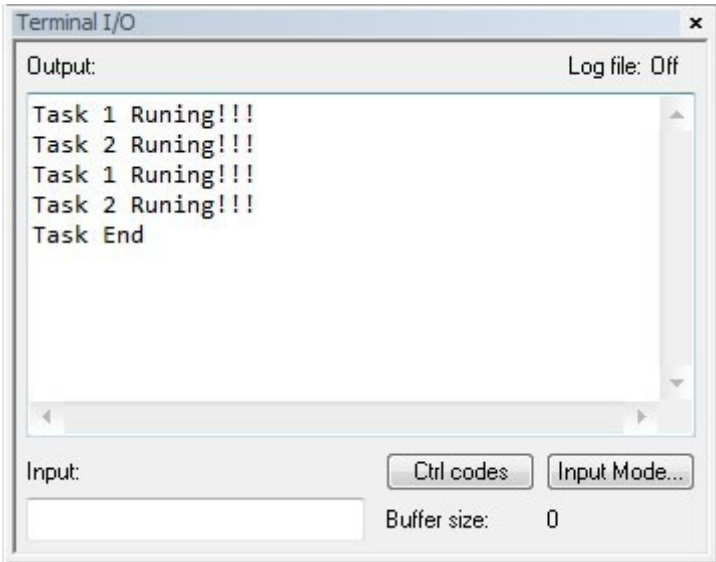 Terminal I/O
Output:
Log file: Off
Task 1 Runing!!!
Task 2 Runing!!!
Task 1 Runing!!!
Task 2 Runing!!!
Task End
Input:
Ctrl codes
Input Mode...
Buffer size: 0